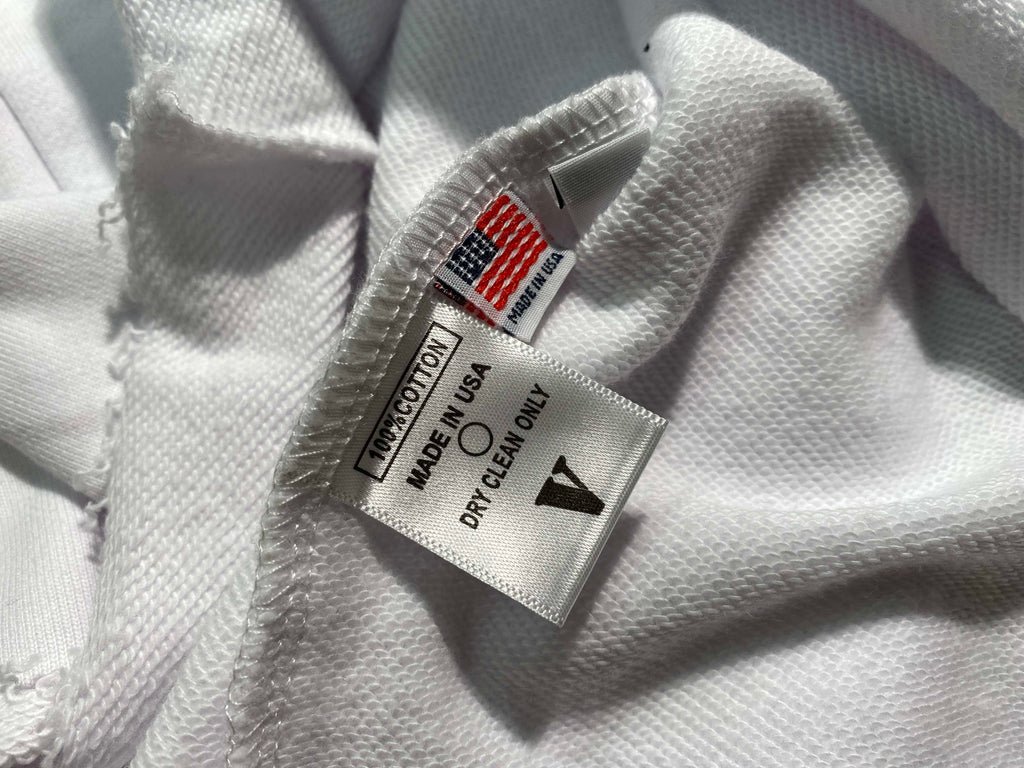 MADE IN USA
100%COTTON
MADE IN USA
DRY CLEAN ONLY
V